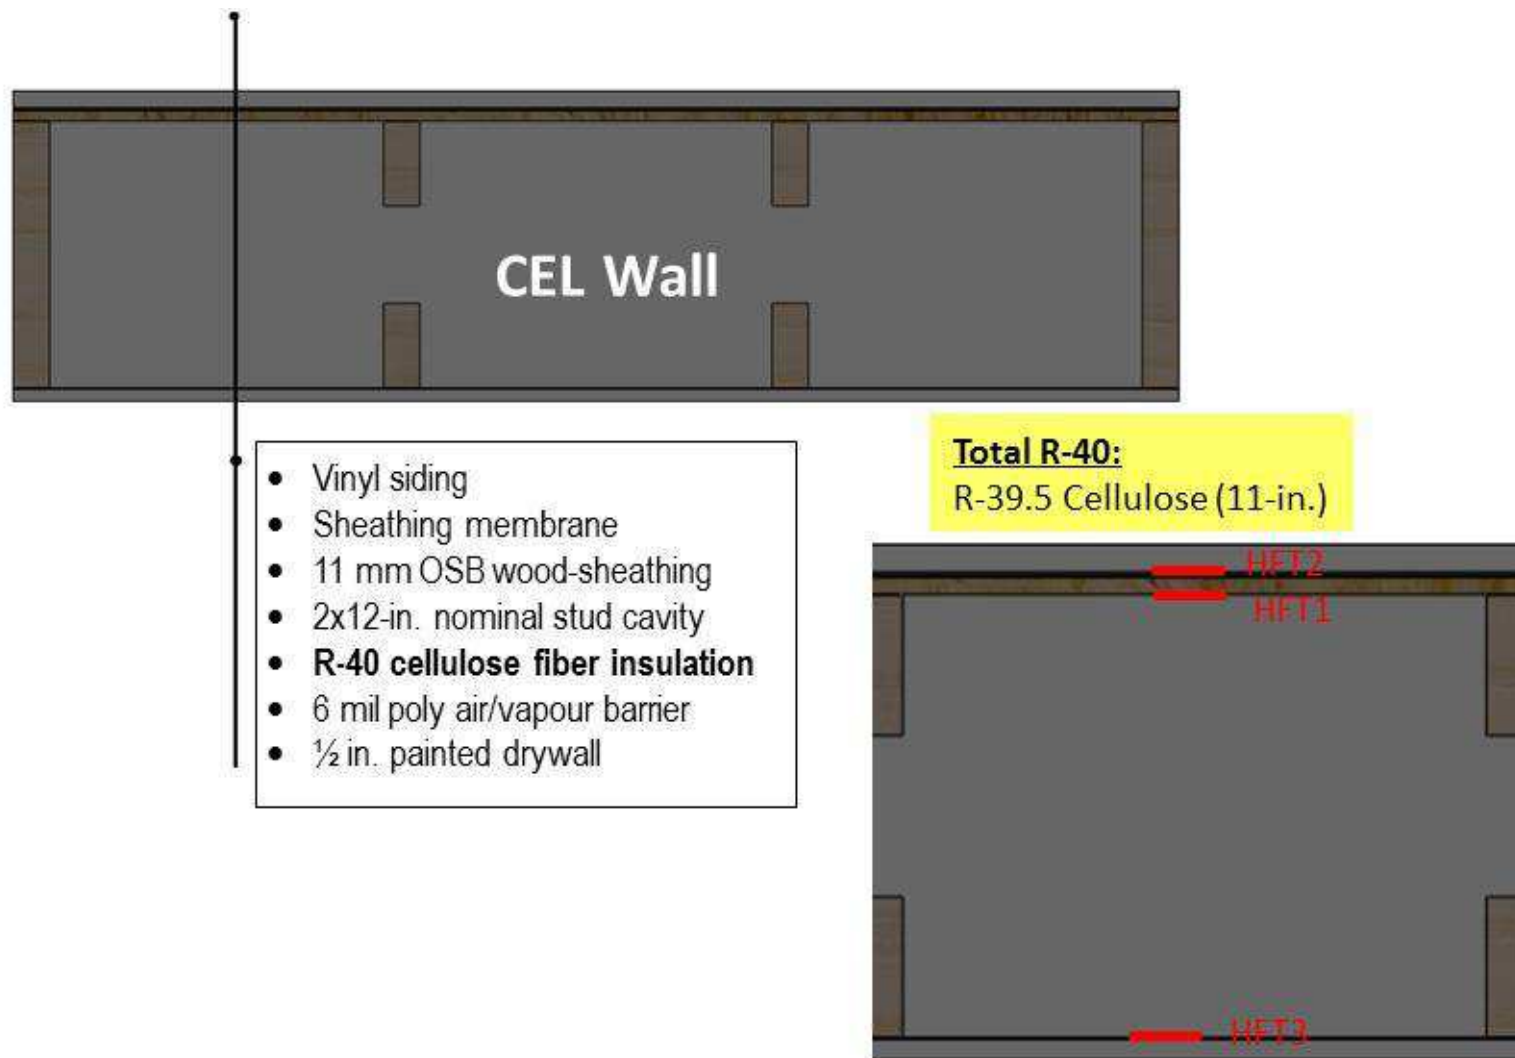 CEL Wall
• Vinyl siding
• Sheathing membrane
• 11 mm OSB wood-sheathing
• 2x12-in. nominal stud cavity
• R-40 cellulose fiber insulation
• 6 mil poly air/vapour barrier
• ½ in. painted drywall
Total R-40:
R-39.5 Cellulose (11-in.)
HFT2
HFT1
HFT3